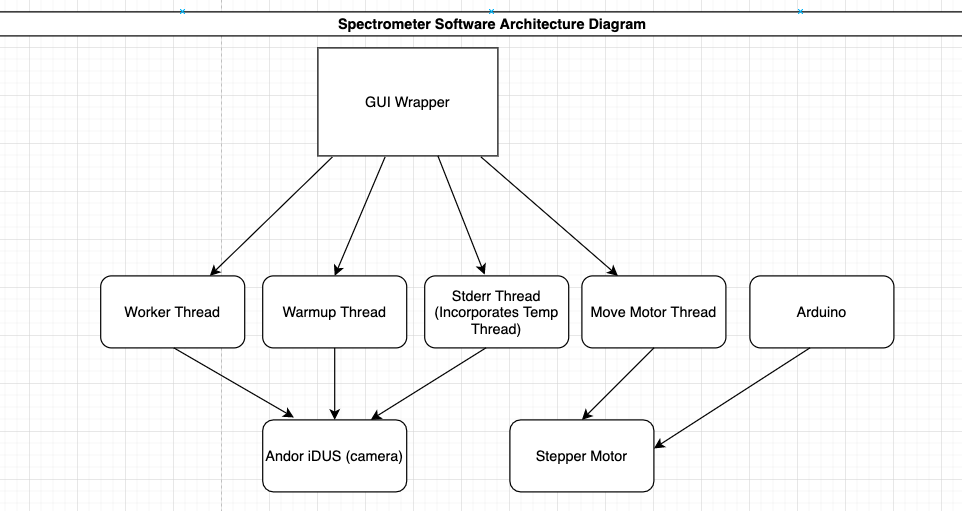 Spectrometer Software Architecture Diagram
GUI Wrapper
Worker Thread
Warmup Thread
Stderr Thread
(Incorporates Temp
Thread)
Move Motor Thread
Arduino
Andor iDUS (camera)
Stepper Motor